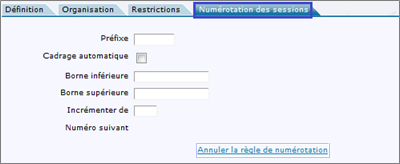 Définition Organisation Restrictions Numérotation des sessions
Préfixe
Cadrage automatique
Borne inférieure
Borne supérieure
Incrémenter de
Numéro suivant
Annuler la règle de numérotation